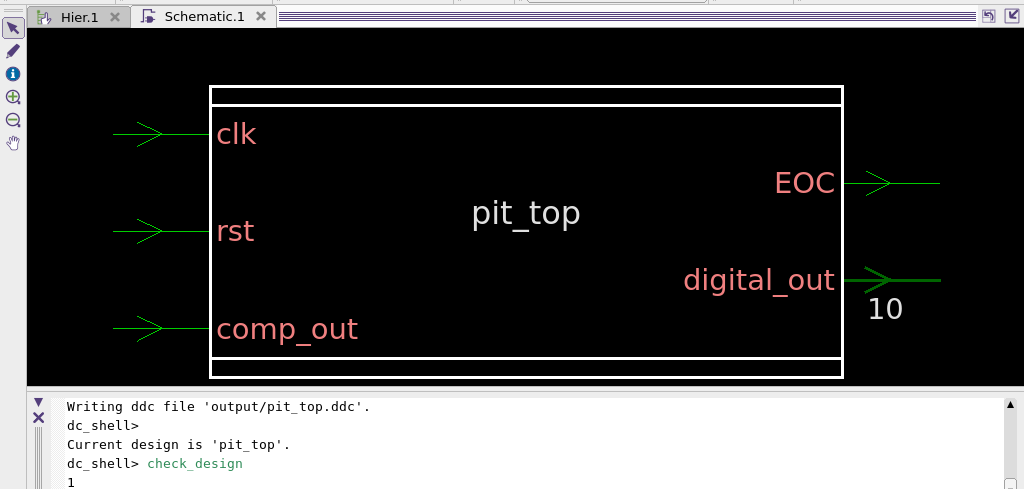 Hier.1
Schematic.1
clk
EOC
pit_top
rst
digital_out
10
comp_out
Writing ddc file 'output/pit_top.ddc'.
dc_shell>
Current design is 'pit_top'.
dc_shell> check_design
1